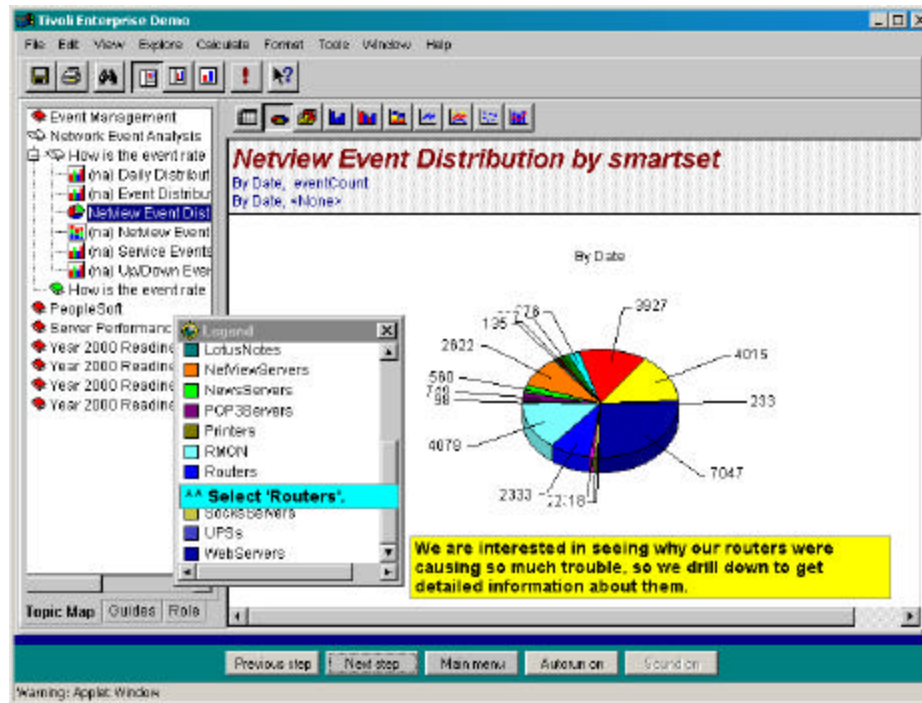 Tivoli Enterprise Demo
File Edit View Explore Calculate Format Tools Window Help
Event Management
Network Event Analysis
How is the event rate
(na) Daily Distribut
(na) Event Distribut
Netview Event Dist
(na) Netview Event
(na) Service Events
(na) Up/Down Even
How is the event rate
PeopleSoft
Server Performanc
Year 2000 Readine
Year 2000 Readine
Year 2000 Readine
Year 2000 Readine
Topic Map Guides Role
Netview Event Distribution by smartset
By Date, eventCount
By Date, <None>
By Date
3927
4015
233
7047
2333
4079
98
560
2622
135
Legend
LotusNotes
NetViewServers
NewsServers
POP3Servers
Printers
RMON
Routers
^^ Select 'Routers'.
SocksServers
UPSs
WebServers
We are interested in seeing why our routers were
causing so much trouble, so we drill down to get
detailed information about them.
Previous step Next step Main menu Autorun on Sound on
Warning: Applet Window